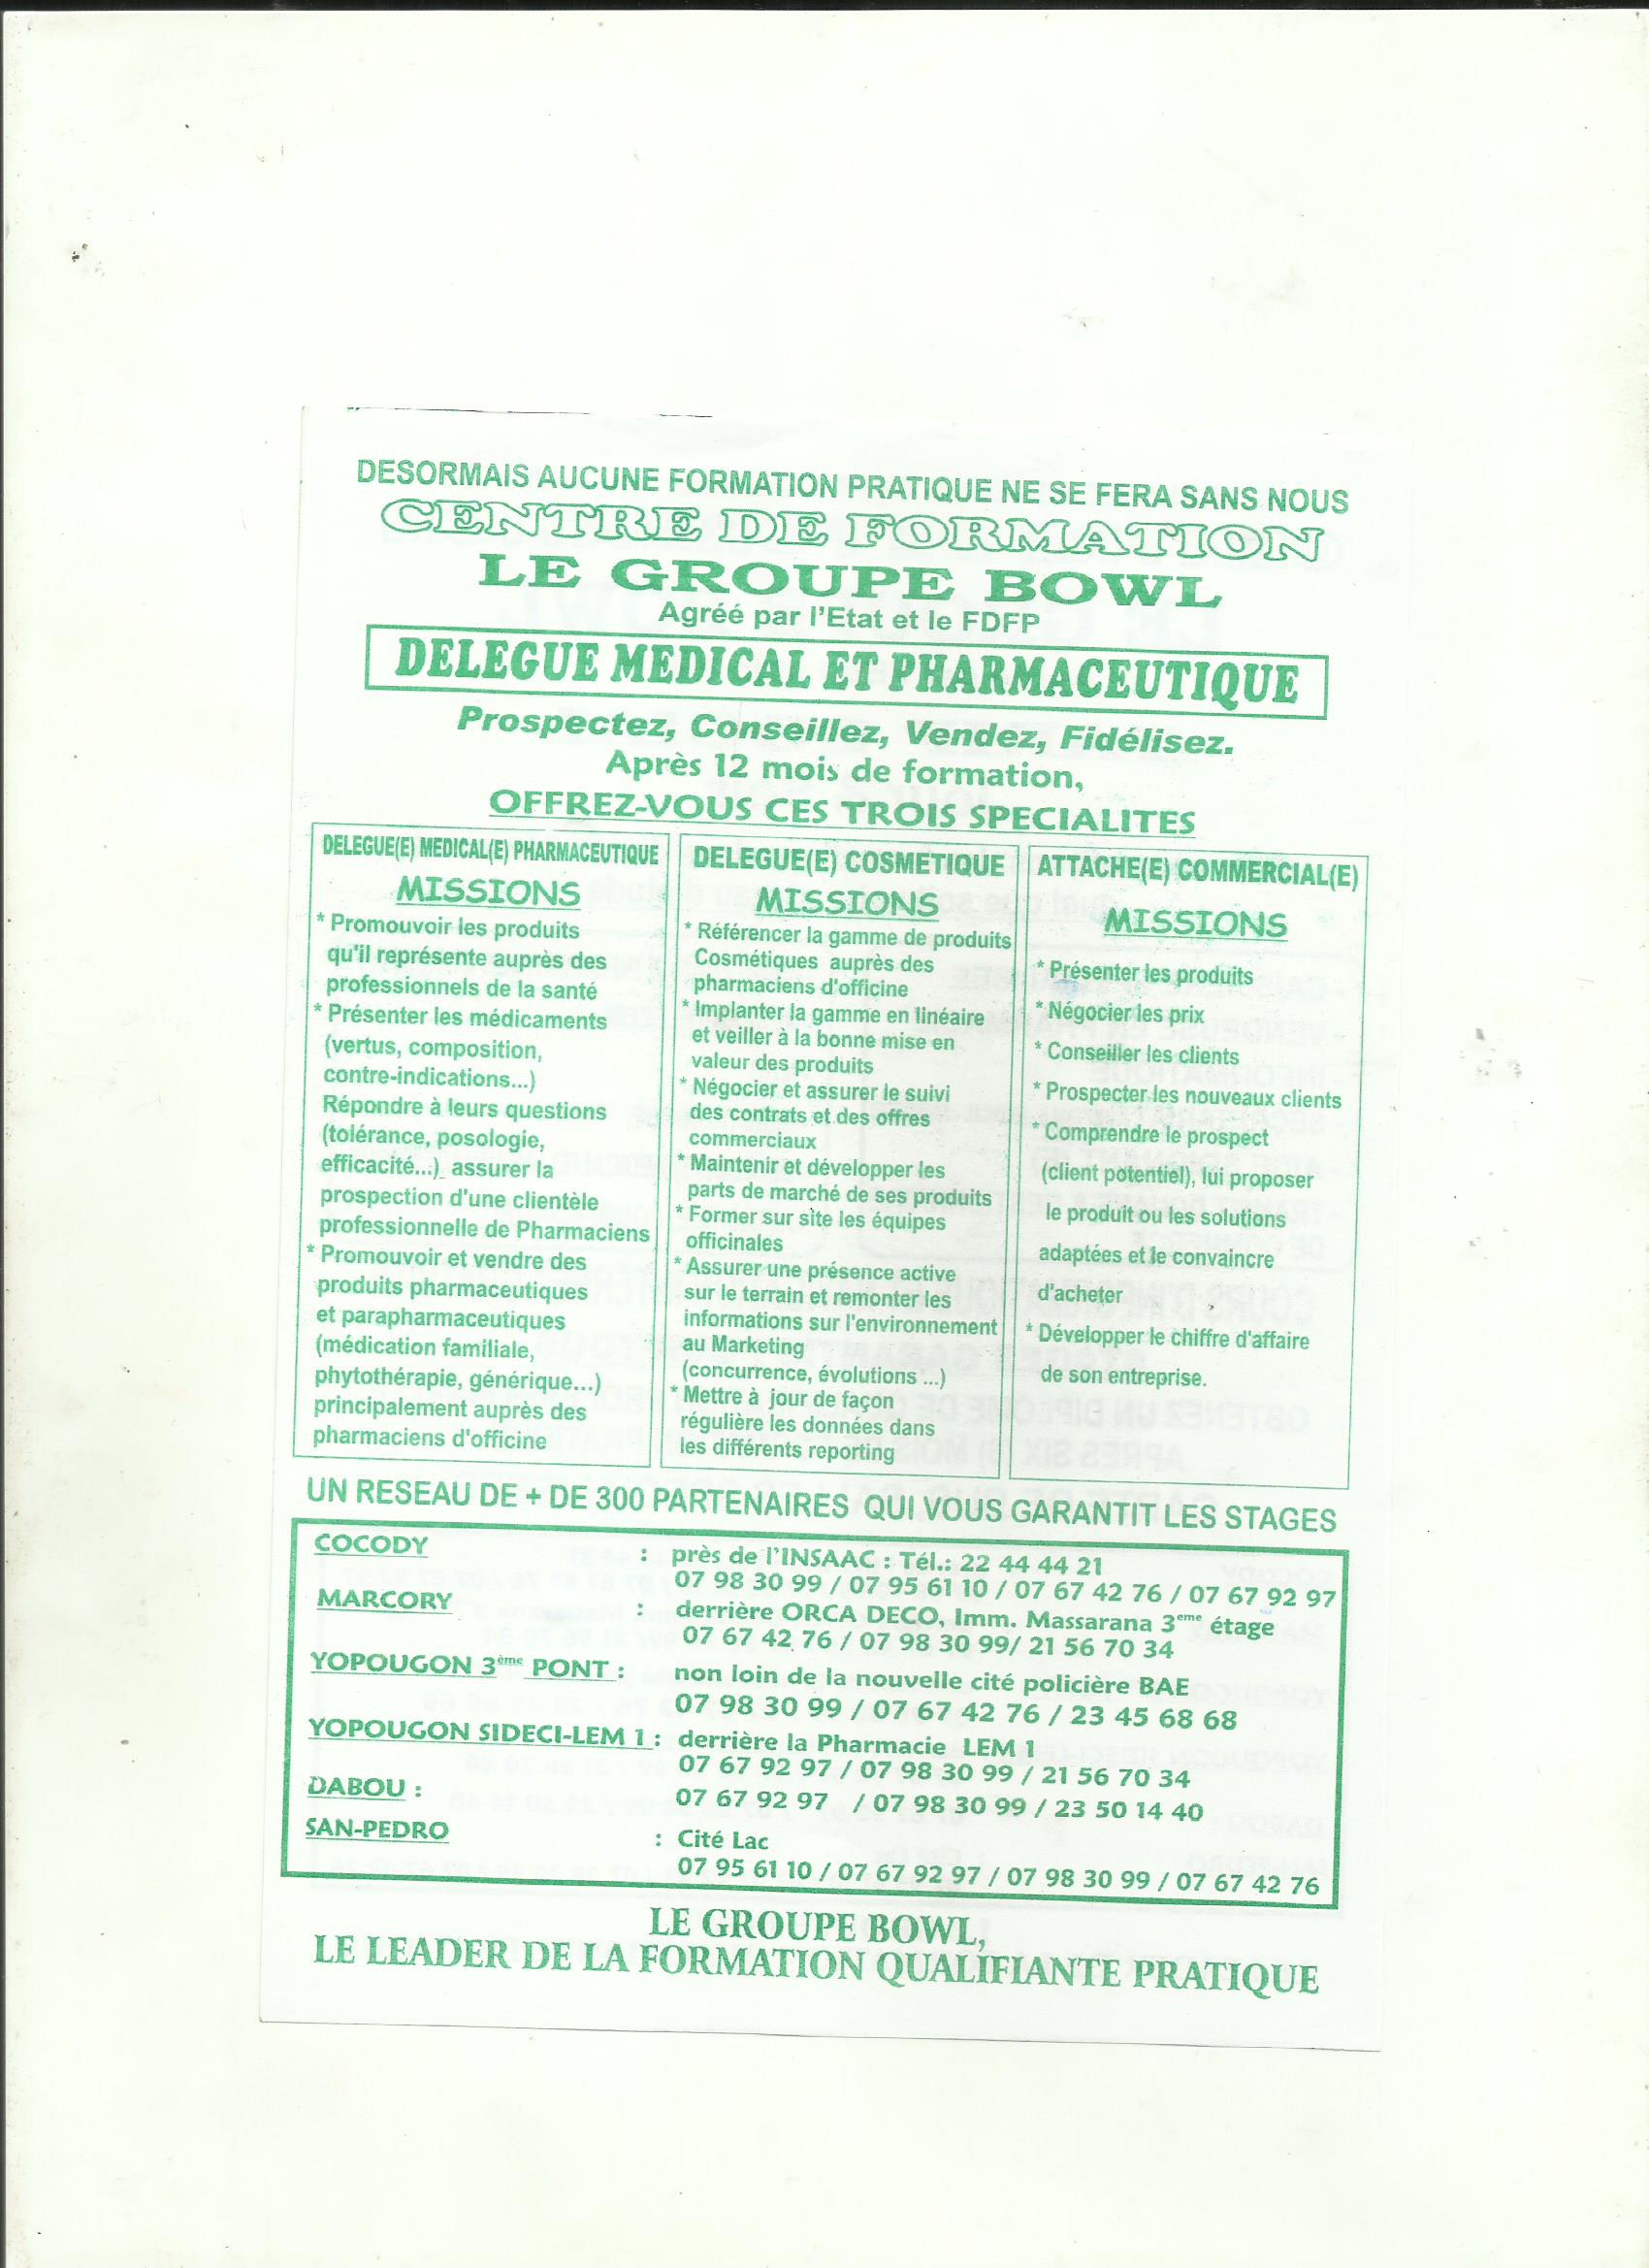 DESORMAIS AUCUNE FORMATION PRATIQUE NE SE FERA SANS NOUS
CENTRE DE FORMATION
LE GROUPE BOWL
Agréé par l'Etat et le FDFP
DELEGUE MEDICAL ET PHARMACEUTIQUE
Prospectez, Conseillez, Vendez, Fidélisez.
Après 12 mois de formation,
OFFREZ-VOUS CES TROIS SPECIALITES
DELEGUE(E) MEDICAL(E) PHARMACEUTIQUE
MISSIONS
* Promouvoir les produits
qu'il représente auprès des
professionnels de la santé
* Présenter les médicaments
(vertus, composition,
contre-indications...)
Répondre à leurs questions
(tolérance, posologie,
efficacité...) assurer la
prospection d'une clientèle
professionnelle de Pharmaciens
* Promouvoir et vendre des
produits pharmaceutiques
et parapharmaceutiques
(médication familiale,
phytothérapie, générique...)
principalement auprès des
pharmaciens d'officine
DELEGUE(E) COSMETIQUE
MISSIONS
* Référencer la gamme de produits
Cosmétiques auprès des
pharmaciens d'officine
* Implanter la gamme en linéaire
et veiller à la bonne mise en
valeur des produits
* Négocier et assurer le suivi
des contrats et des offres
commerciaux
* Maintenir et développer les
parts de marché de ses produits
* Former sur site les équipes
officinales
* Assurer une présence active
sur le terrain et remonter les
informations sur l'environnement
au Marketing
(concurrence, évolutions ...)
* Mettre à jour de façon
régulière les données dans
les différents reporting
ATTACHE(E) COMMERCIAL(E)
MISSIONS
* Présenter les produits
* Négocier les prix
* Conseiller les clients
* Prospecter les nouveaux clients
* Comprendre le prospect
(client potentiel), lui proposer
le produit ou les solutions
adaptées et le convaincre
d'acheter
* Développer le chiffre d'affaire
de son entreprise.
UN RESEAU DE + DE 300 PARTENAIRES QUI VOUS GARANTIT LES STAGES
COCODY : près de l'INSAAC : Tél.: 22 44 44 21
07 98 30 99 / 07 95 61 10 / 07 67 42 76 / 07 67 92 97
MARCORY : derrière ORCA DECO, Imm. Massarana 3eme étage
07 67 42 76 / 07 98 30 99/ 21 56 70 34
YOPOUGON 3ème PONT : non loin de la nouvelle cité policière BAE
07 98 30 99 / 07 67 42 76 / 23 45 68 68
YOPOUGON SIDECI-LEM 1 : derrière la Pharmacie LEM 1
07 67 92 97 / 07 98 30 99 / 21 56 70 34
DABOU : 07 67 92 97 / 07 98 30 99 / 23 50 14 40
SAN-PEDRO : Cité Lac
07 95 61 10 / 07 67 92 97 / 07 98 30 99 / 07 67 42 76
LE GROUPE BOWL,
LE LEADER DE LA FORMATION QUALIFIANTE PRATIQUE